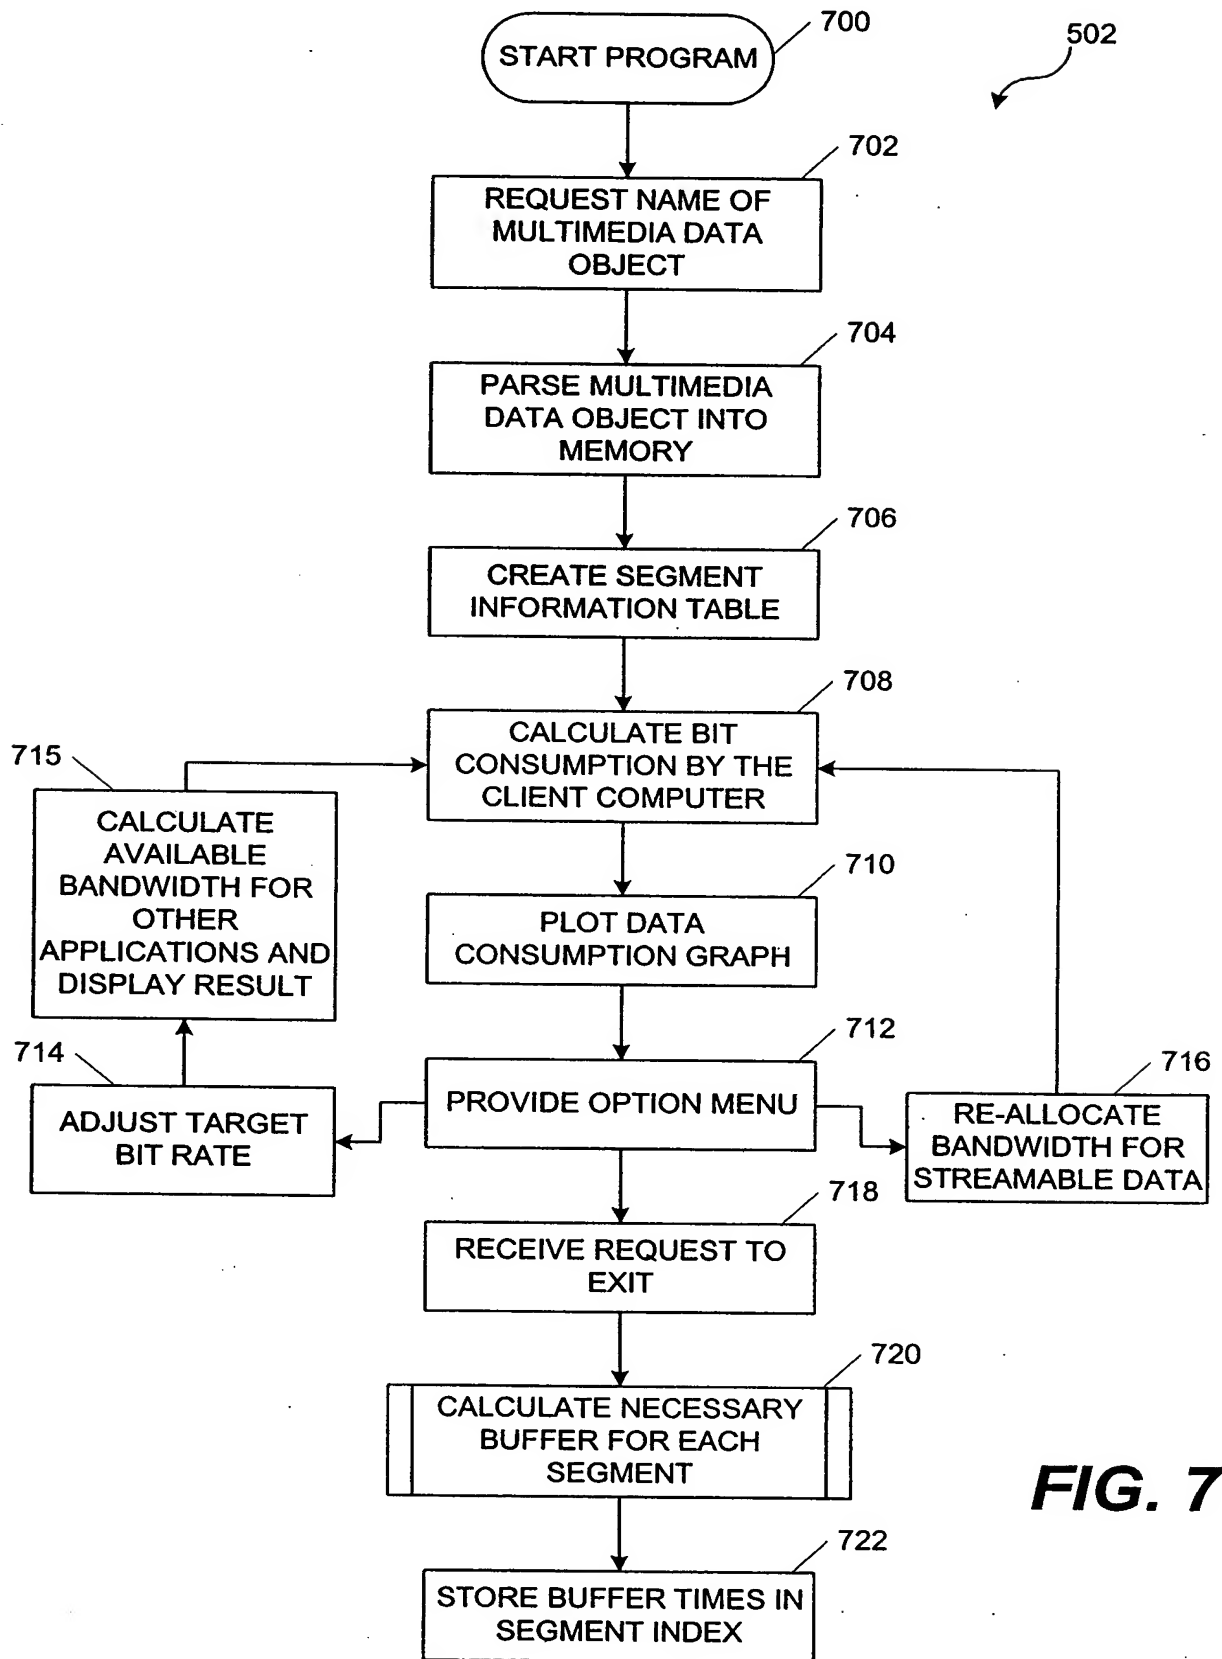 700
START PROGRAM
502
702
REQUEST NAME OF
MULTIMEDIA DATA
OBJECT
704
PARSE MULTIMEDIA
DATA OBJECT INTO
MEMORY
706
CREATE SEGMENT
INFORMATION TABLE
708
CALCULATE BIT
CONSUMPTION BY THE
CLIENT COMPUTER
715
CALCULATE
AVAILABLE
BANDWIDTH FOR
OTHER
APPLICATIONS AND
DISPLAY RESULT
710
PLOT DATA
CONSUMPTION GRAPH
712
PROVIDE OPTION MENU
714
ADJUST TARGET
BIT RATE
716
RE-ALLOCATE
BANDWIDTH FOR
STREAMABLE DATA
718
RECEIVE REQUEST TO
EXIT
720
CALCULATE NECESSARY
BUFFER FOR EACH
SEGMENT
FIG. 7
722
STORE BUFFER TIMES IN
SEGMENT INDEX